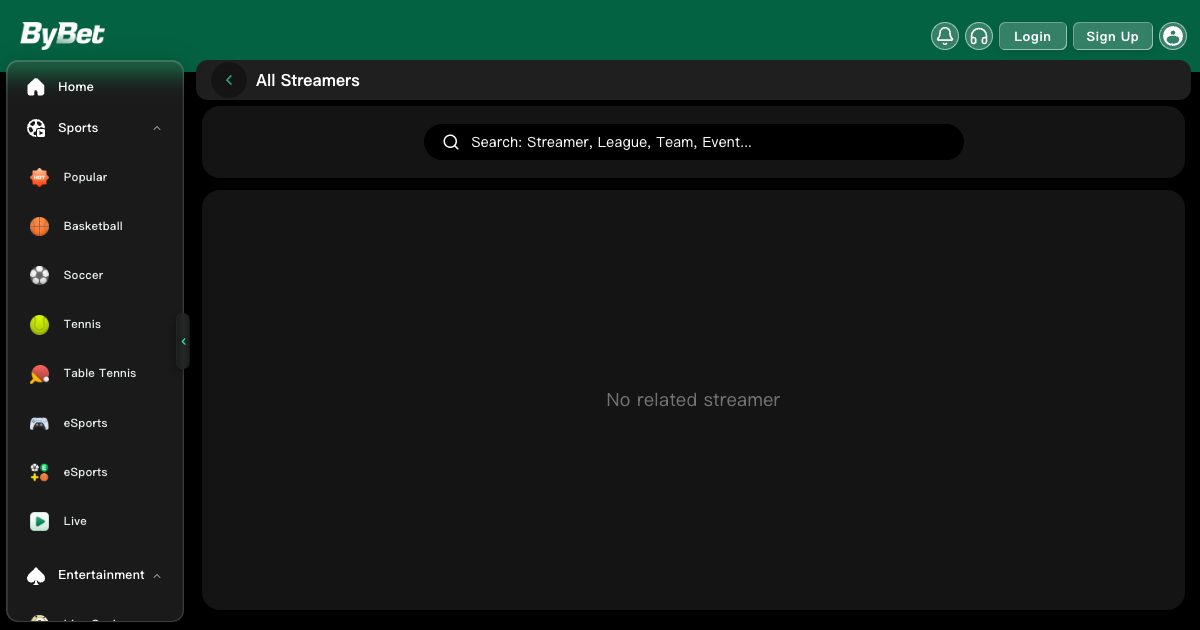 ByBet
Login
Sign Up
Home
All Streamers
Sports
Search: Streamer, League, Team, Event...
HOT
Popular
Basketball
Soccer
Tennis
Table Tennis
No related streamer
eSports
eSports
Live
Entertainment